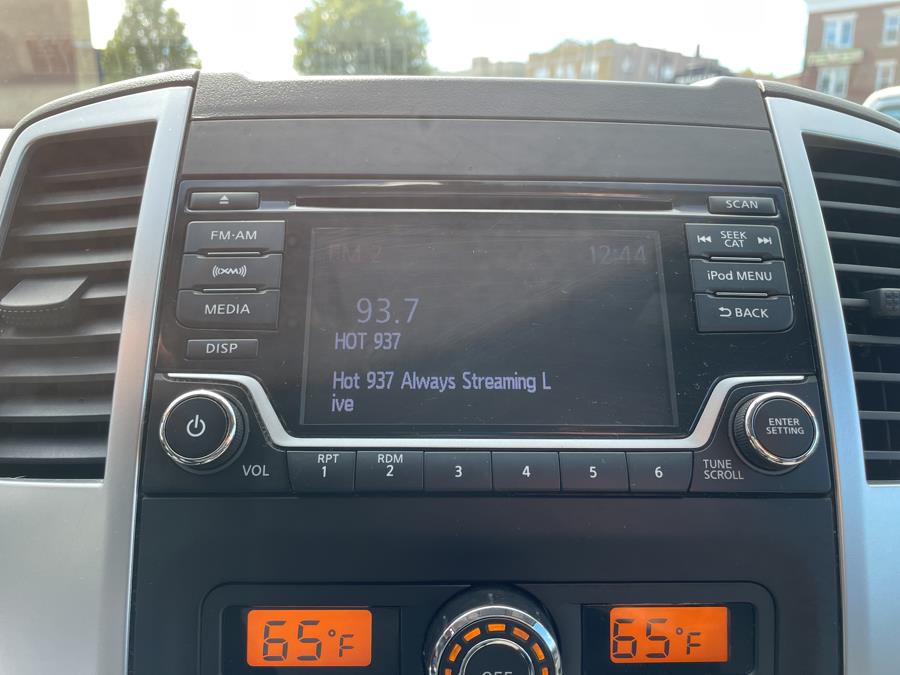 SCAN
FM·AM
SEEK
CAT
FM 2
12:44
((XM))
iPod MENU
93.7
MEDIA
BACK
HOT 937
DISP
Hot 937 Always Streaming L
ive
ENTER
SETTING
VOL
RPT
1
RDM
2
3
4
5
6
TUNE
SCROLL
65°F
65°F
OFF